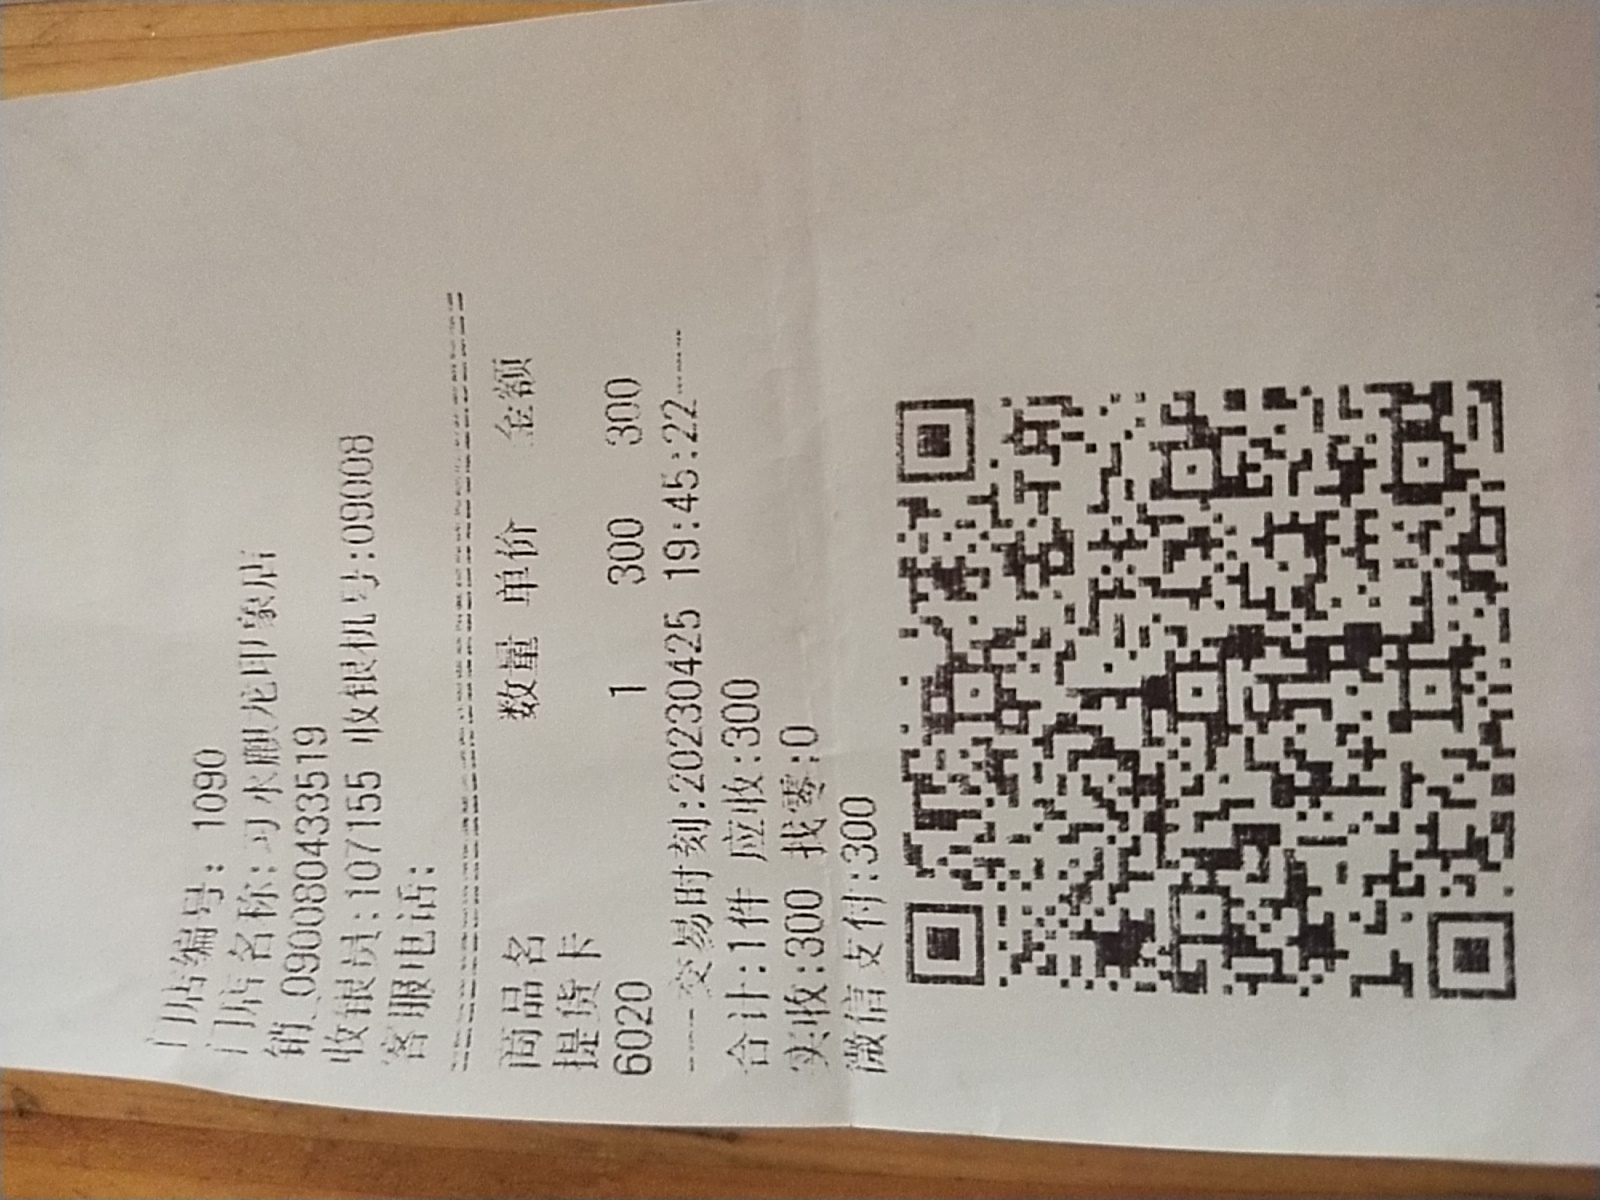 门店编号: 1090
门店名称:习水麒龙印象店
销_090080433519
收银员:107155 收银机号:09008
客服电话:
商品名 数量 单价 金额
提货卡
6020 1 300 300
----交易时刻:20230425 19:45:22----
合计:1件 应收:300
实收:300 找零:0
微信支付:300